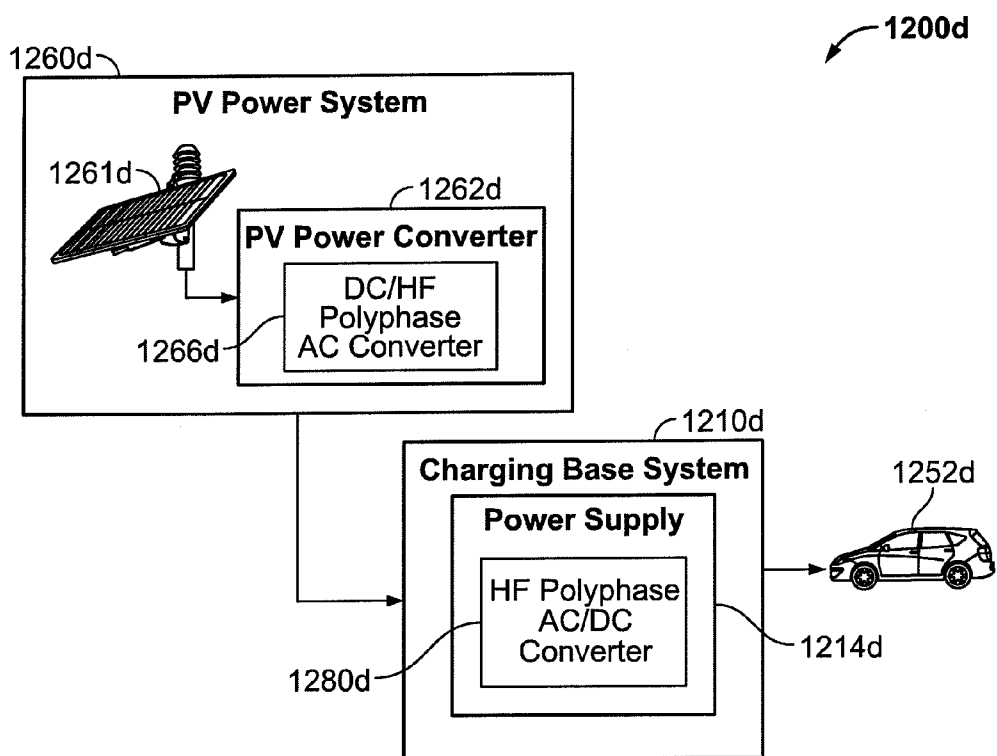 1200d
1260d
PV Power System
1261d
1262d
PV Power Converter
DC/HF
Polyphase
AC Converter
1266d
1210d
Charging Base System
1252d
Power Supply
HF Polyphase
AC/DC
Converter
1214d
1280d